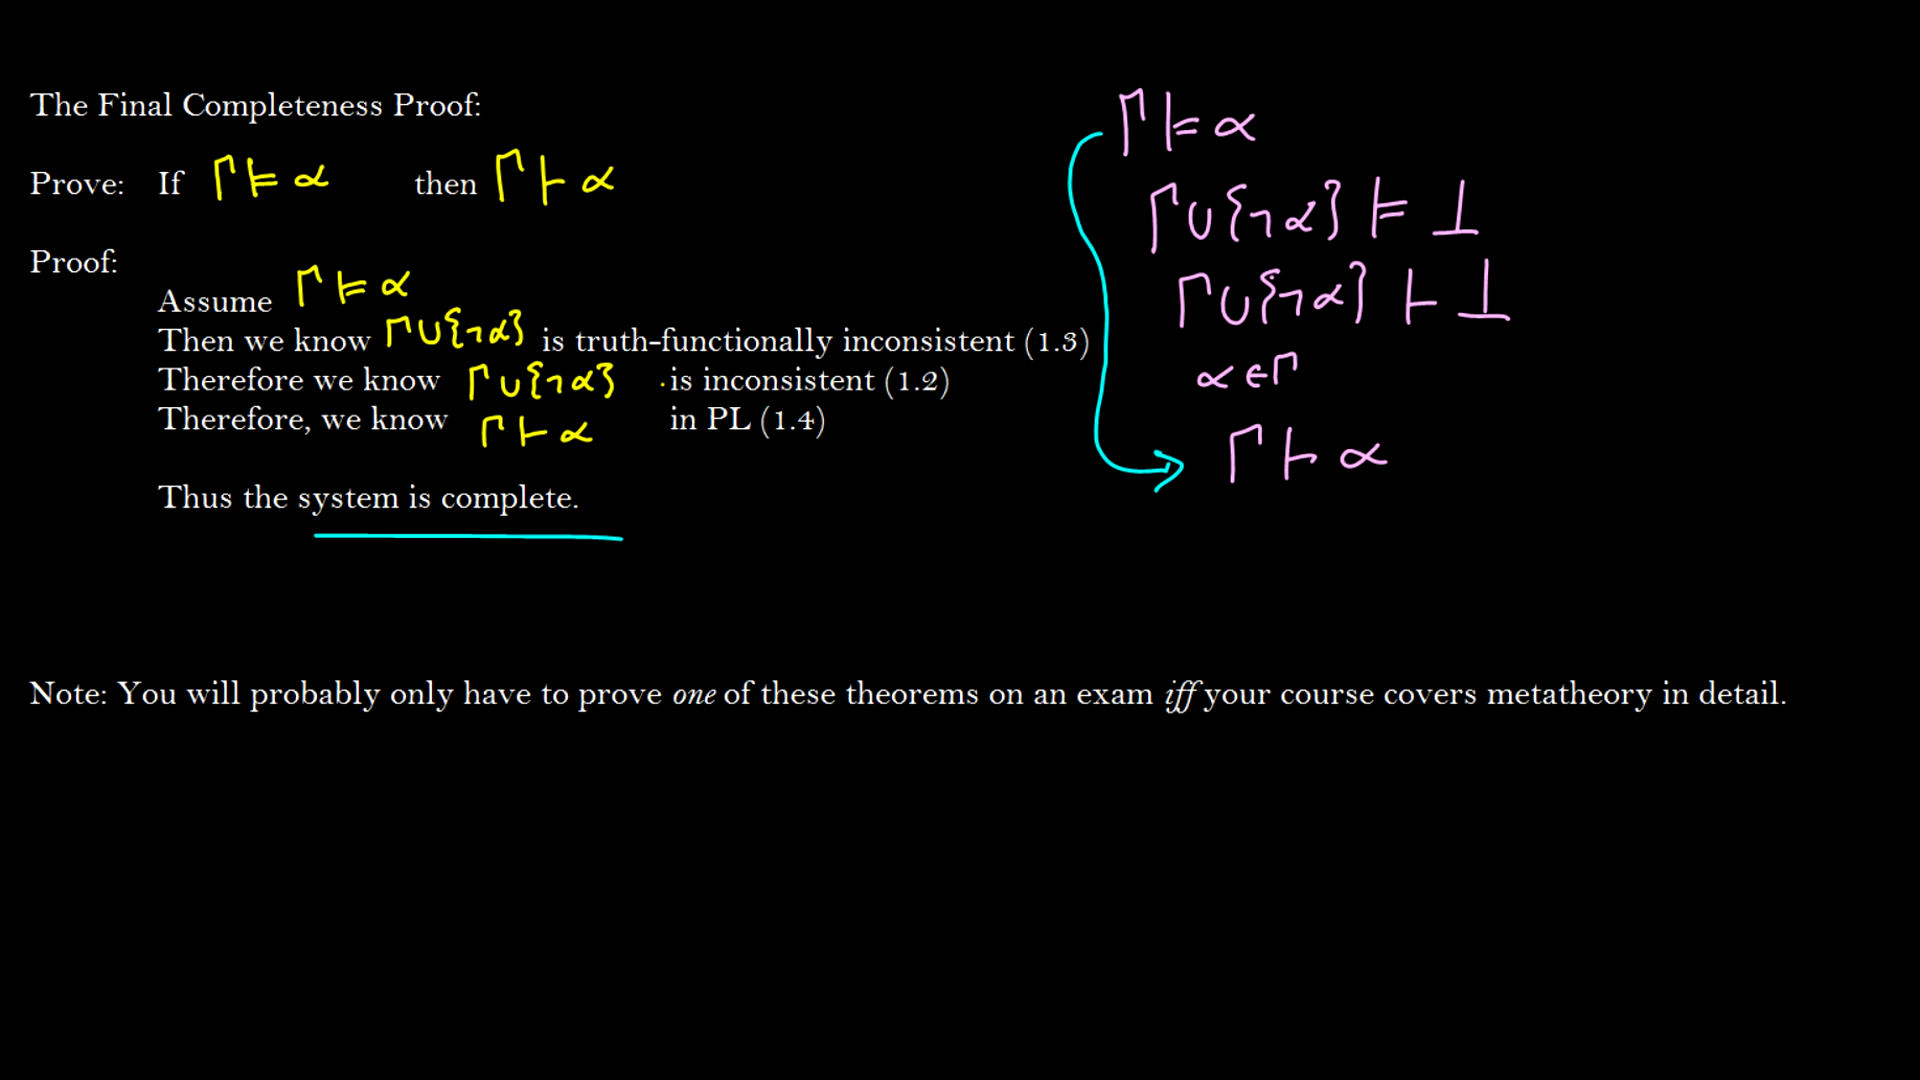 The Final Completeness Proof:
Prove: If Γ ⊨ α then Γ ⊢ α
Proof:
Assume Γ ⊨ α
Then we know Γ∪{¬α} is truth-functionally inconsistent (1.3)
Therefore we know Γ∪{¬α} is inconsistent (1.2)
Therefore, we know Γ ⊢ α in PL (1.4)
Thus the system is complete.
Γ ⊨ α
Γ∪{¬α} ⊨ ⊥
Γ∪{¬α} ⊢ ⊥
α ∈ Γ
Γ ⊢ α
Note: You will probably only have to prove one of these theorems on an exam iff your course covers metatheory in detail.